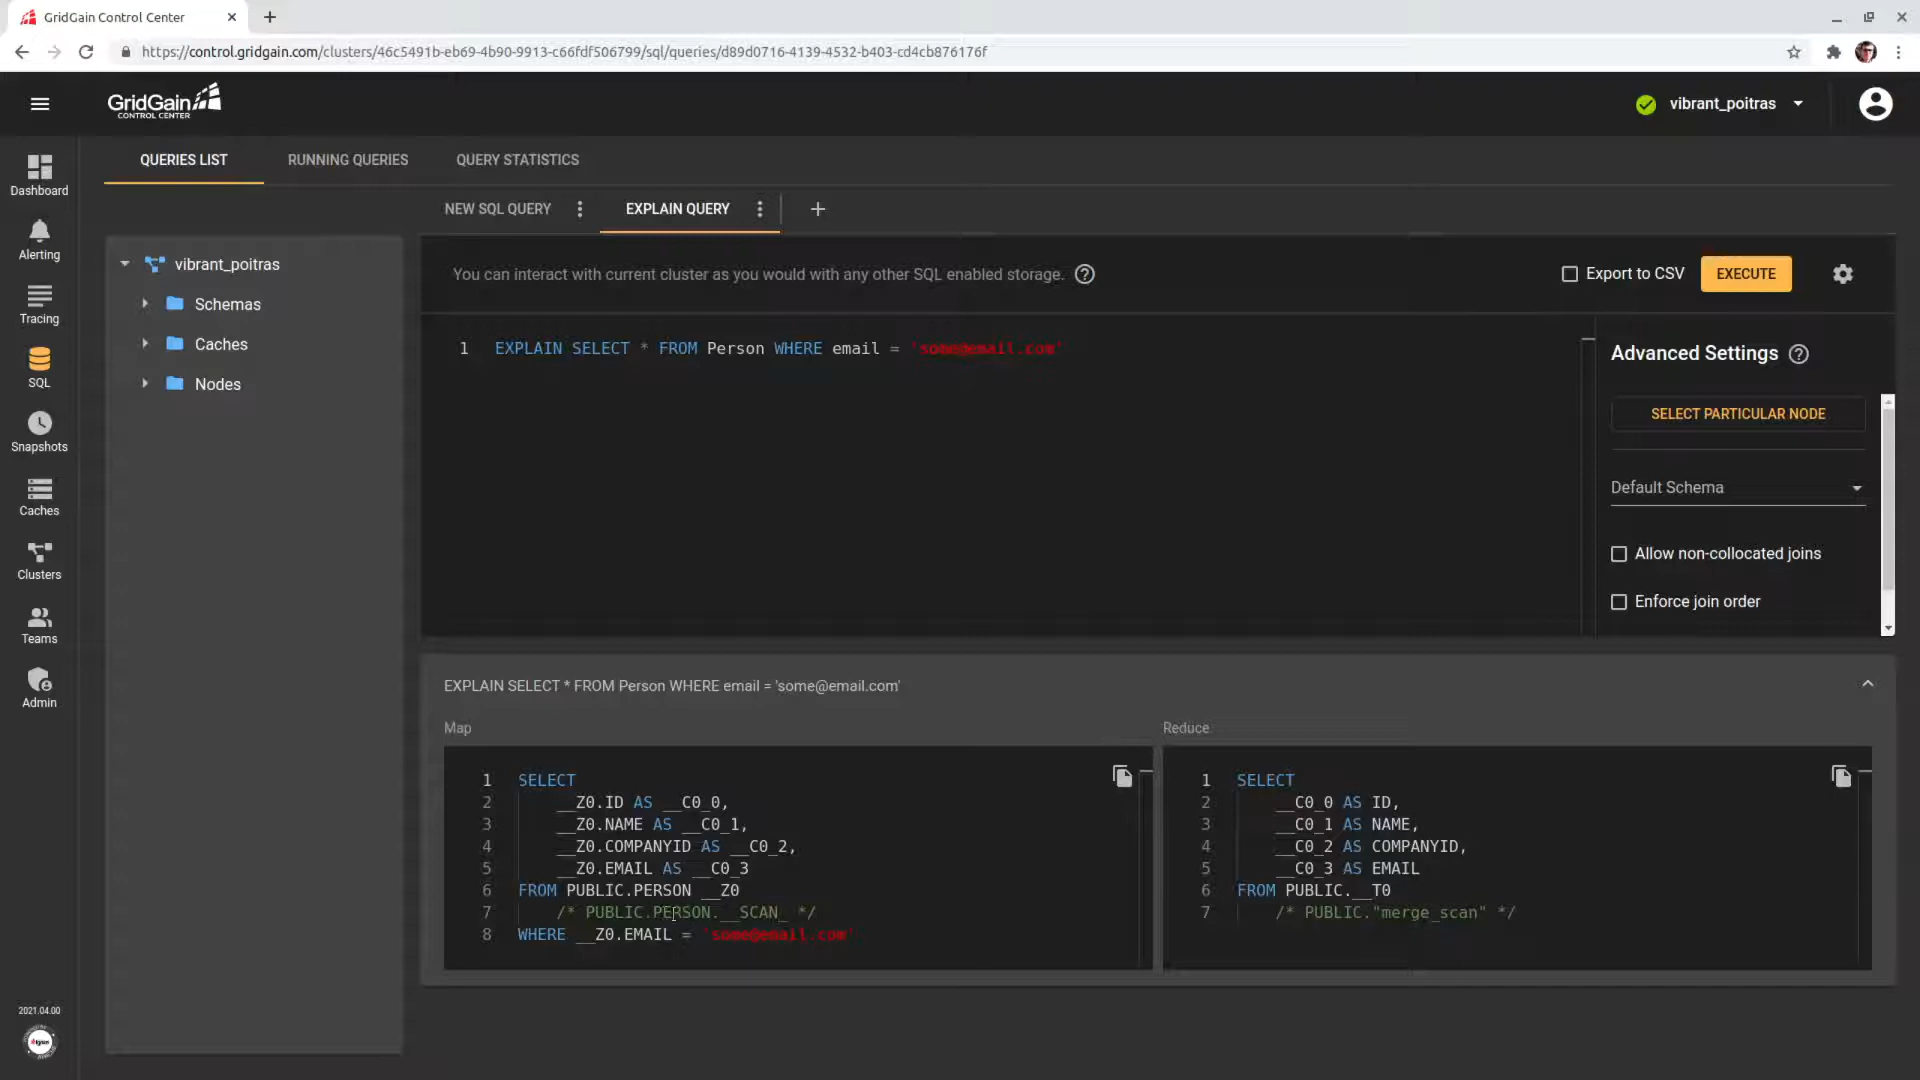 GridGain Control Center
https://control.gridgain.com/clusters/46c5491b-eb69-4b90-9913-c66fdf506799/sql/queries/d89d0716-4139-4532-b403-cd4cb876176f
GridGain
CONTROL CENTER
vibrant_poitras
Dashboard
Alerting
Tracing
SQL
Snapshots
Caches
Clusters
Teams
Admin
2021.04.00
QUERIES LIST RUNNING QUERIES QUERY STATISTICS
NEW SQL QUERY EXPLAIN QUERY
vibrant_poitras
Schemas
Caches
Nodes
You can interact with current cluster as you would with any other SQL enabled storage.
Export to CSV EXECUTE
1 EXPLAIN SELECT * FROM Person WHERE email = 'some@email.com'
Advanced Settings
SELECT PARTICULAR NODE
Default Schema
Allow non-collocated joins
Enforce join order
EXPLAIN SELECT * FROM Person WHERE email = 'some@email.com'
Map
1 SELECT
2 __Z0.ID AS __C0_0,
3 __Z0.NAME AS __C0_1,
4 __Z0.COMPANYID AS __C0_2,
5 __Z0.EMAIL AS __C0_3
6 FROM PUBLIC.PERSON __Z0
7 /* PUBLIC.PERSON.__SCAN_ */
8 WHERE __Z0.EMAIL = 'some@email.com'
Reduce
1 SELECT
2 __C0_0 AS ID,
3 __C0_1 AS NAME,
4 __C0_2 AS COMPANYID,
5 __C0_3 AS EMAIL
6 FROM PUBLIC.__T0
7 /* PUBLIC."merge_scan" */